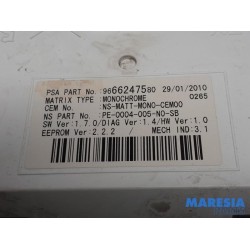 PSA PART No.:9666247580 29/01/2010
MATRIX TYPE :MONOCHROME 0265
CEM No. :NS-MATT-MONO-CEM00
NS PART No. :PE-0004-005-NO-SB
SW Ver:1.7.0/DIAG Ver:1.4/HW Ver:1.0
EEPROM Ver:2.2.2 / MECH IND:3.1
MARESIA